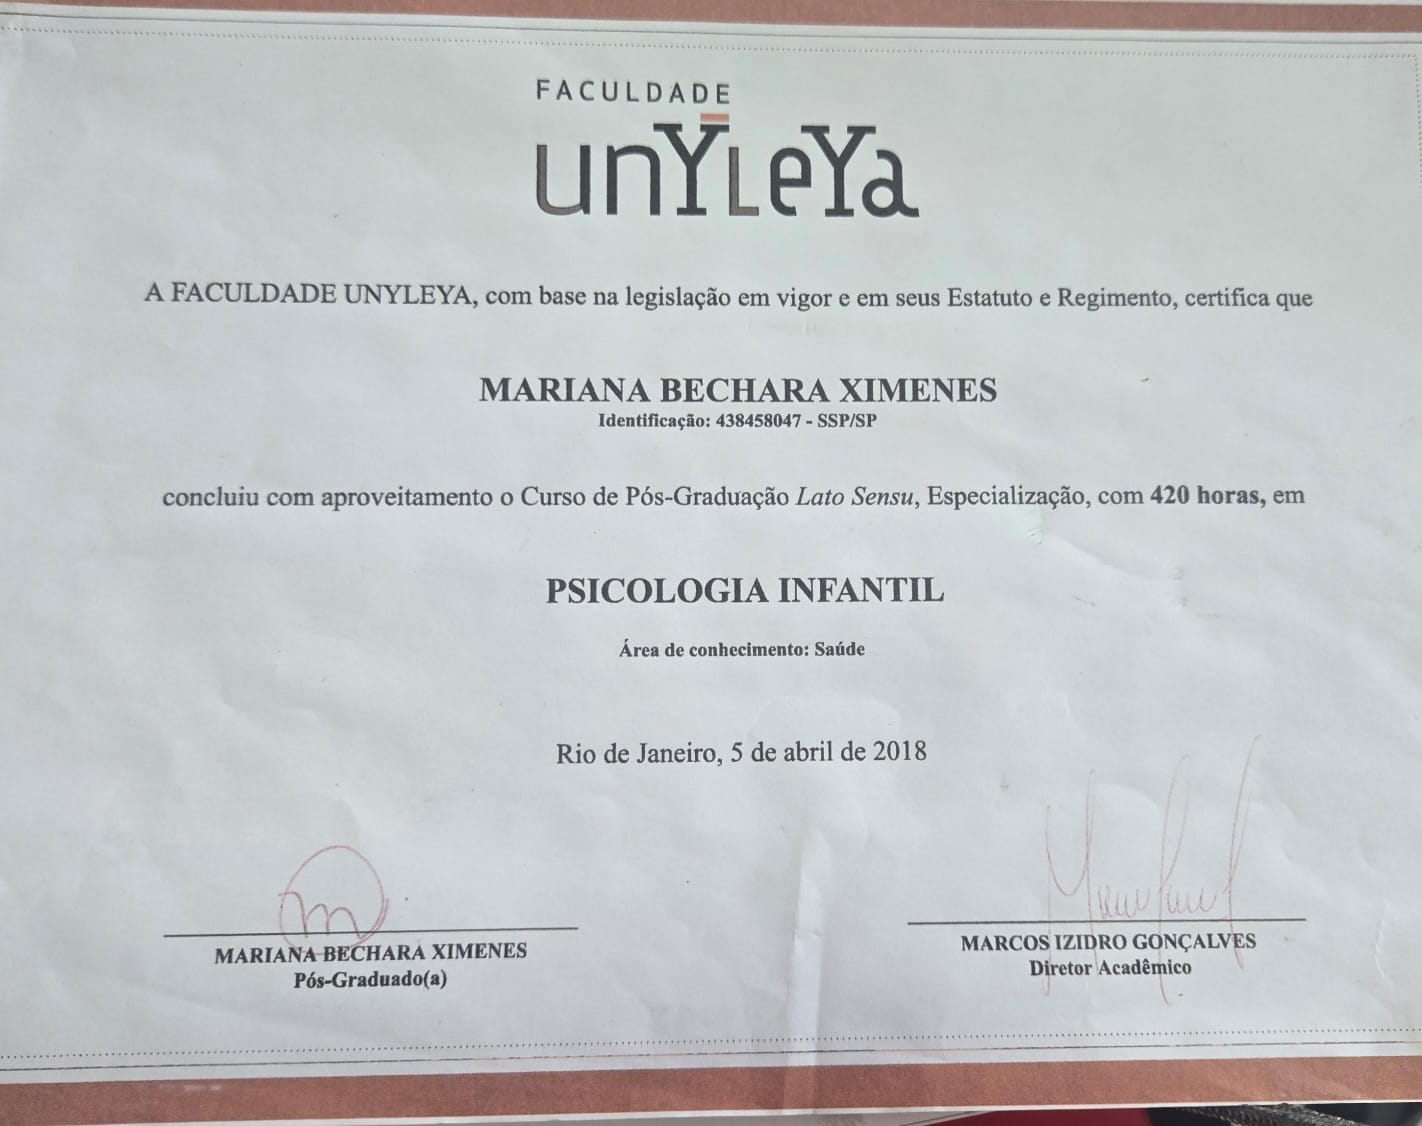 FACULDADE
unYLeYa
A FACULDADE UNYLEYA, com base na legislação em vigor e em seus Estatuto e Regimento, certifica que
MARIANA BECHARA XIMENES
Identificação: 438458047 - SSP/SP
concluiu com aproveitamento o Curso de Pós-Graduação Lato Sensu, Especialização, com 420 horas, em
PSICOLOGIA INFANTIL
Área de conhecimento: Saúde
Rio de Janeiro, 5 de abril de 2018
MARIANA BECHARA XIMENES
Pós-Graduado(a)
MARCOS IZIDRO GONÇALVES
Diretor Acadêmico